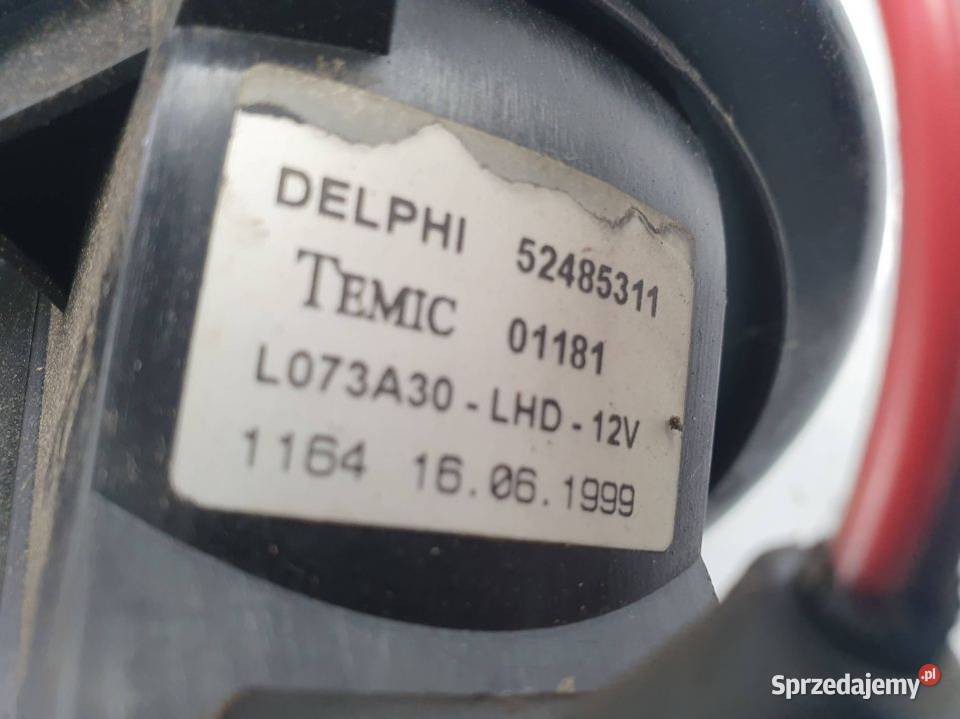 DELPHI 52485311
TEMIC 01181
L073A30 - LHD - 12V
1164 16.06.1999
Sprzedajemy.pl